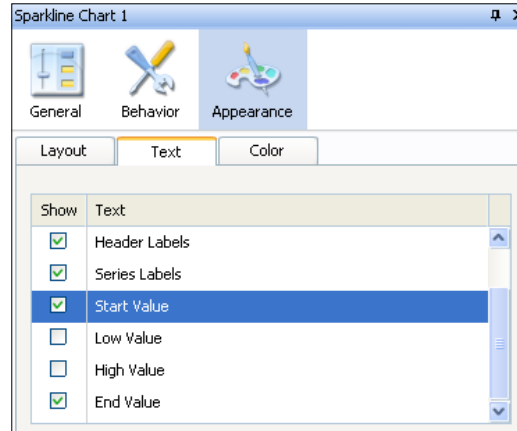 Sparkline Chart 1
General Behavior Appearance
Layout Text Color
Show Text
Header Labels
Series Labels
Start Value
Low Value
High Value
End Value